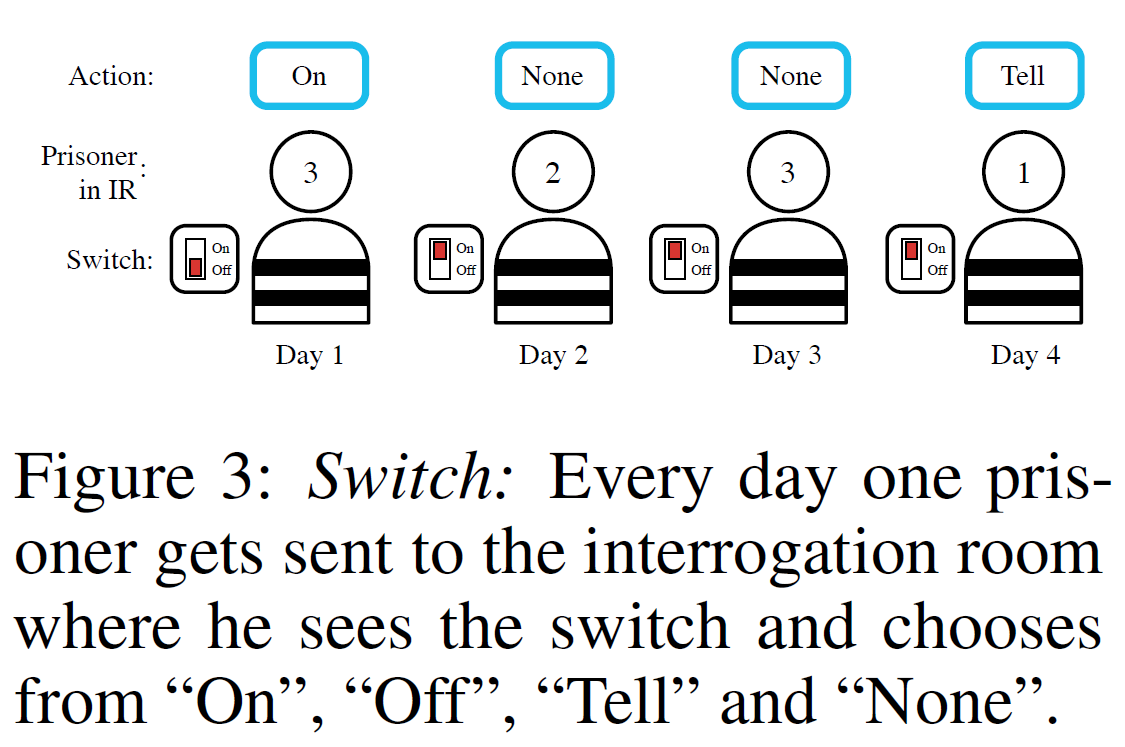 Action: On None None Tell
Prisoner in IR: 3 2 3 1
Switch: On Off On Off On Off On Off
Day 1 Day 2 Day 3 Day 4
Figure 3: Switch: Every day one pris-
oner gets sent to the interrogation room
where he sees the switch and chooses
from “On”, “Off”, “Tell” and “None”.